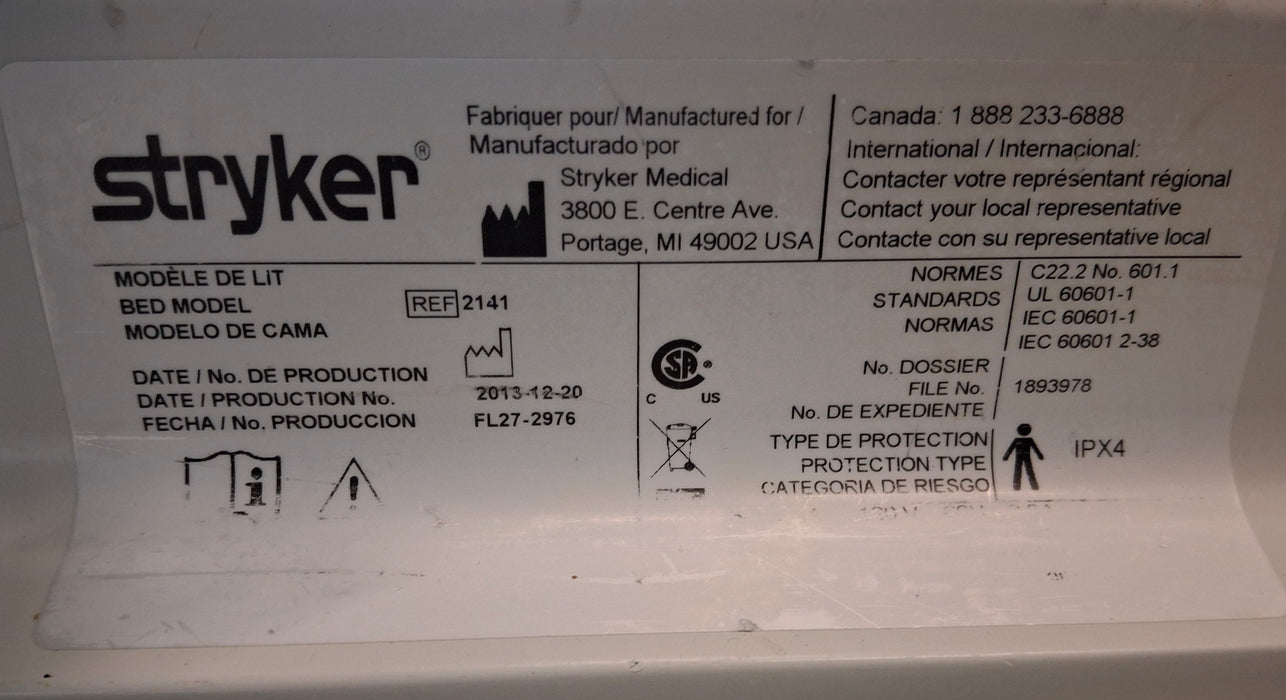 stryker®
Fabriquer pour/ Manufactured for /
Manufacturado por
Stryker Medical
3800 E. Centre Ave.
Portage, MI 49002 USA
Canada: 1 888 233-6888
International / Internacional:
Contacter votre représentant régional
Contact your local representative
Contacte con su representative local
MODÈLE DE LIT
BED MODEL
MODELO DE CAMA
REF 2141
DATE / No. DE PRODUCTION
DATE / PRODUCTION No.
FECHA / No. PRODUCCION
2013-12-20
FL27-2976
CSA®
C US
NORMES
STANDARDS
NORMAS
C22.2 No. 601.1
UL 60601-1
IEC 60601-1
IEC 60601 2-38
No. DOSSIER
FILE No.
No. DE EXPEDIENTE
1893978
TYPE DE PROTECTION
PROTECTION TYPE
CATEGORIA DE RIESGO
IPX4